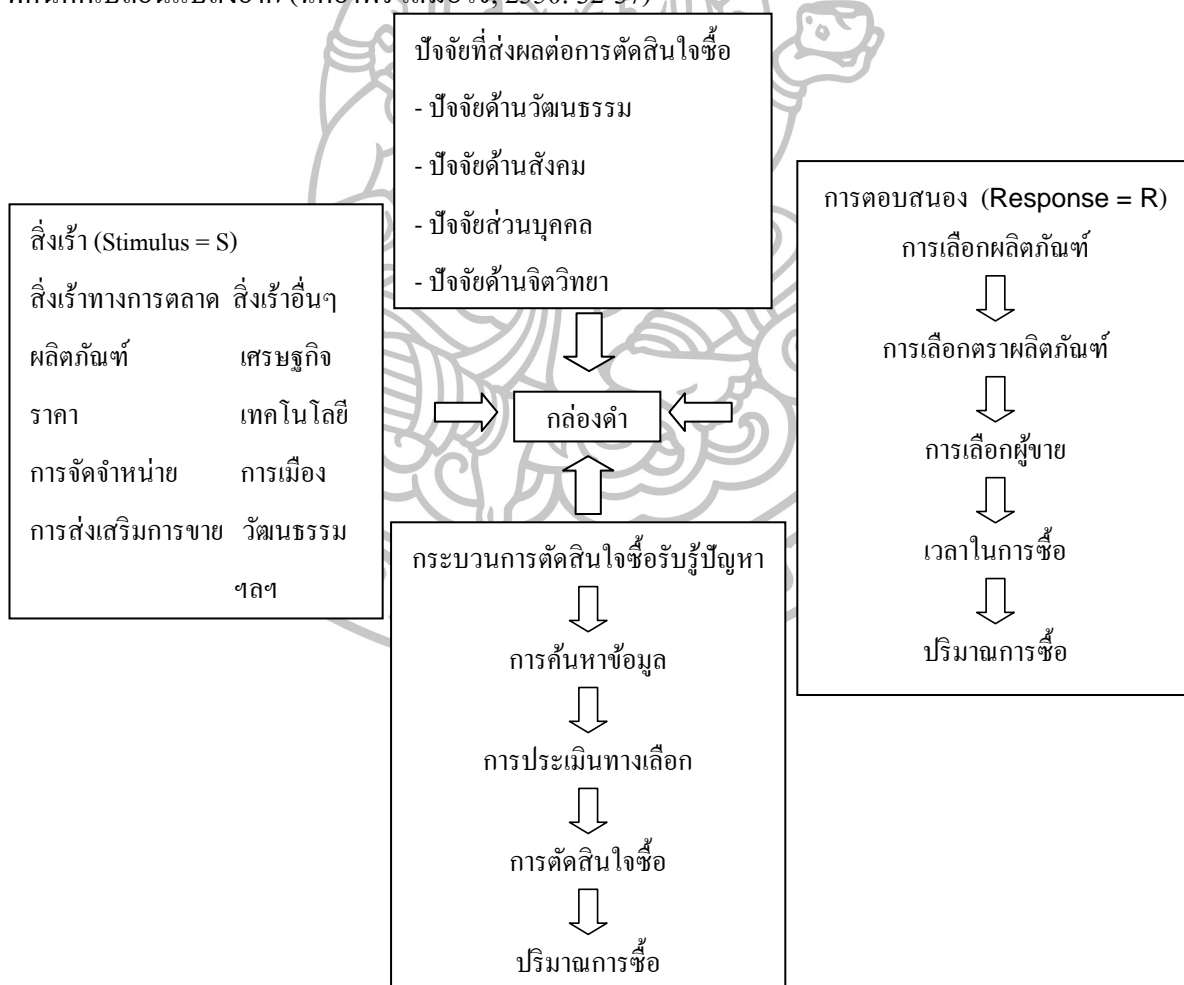 ปัจจัยที่ส่งผลต่อการตัดสินใจซื้อ
- ปัจจัยด้านวัฒนธรรม
- ปัจจัยด้านสังคม
- ปัจจัยส่วนบุคคล
- ปัจจัยด้านจิตวิทยา
สิ่งเร้า (Stimulus = S)
สิ่งเร้าทางการตลาด สิ่งเร้าอื่นๆ
ผลิตภัณฑ์ เศรษฐกิจ
ราคา เทคโนโลยี
การจัดจำหน่าย การเมือง
การส่งเสริมการขาย วัฒนธรรม
ฯลฯ
กล่องดำ
การตอบสนอง (Response = R)
การเลือกผลิตภัณฑ์
การเลือกตราผลิตภัณฑ์
การเลือกผู้ขาย
เวลาในการซื้อ
ปริมาณการซื้อ
กระบวนการตัดสินใจซื้อรับรู้ปัญหา
การค้นหาข้อมูล
การประเมินทางเลือก
การตัดสินใจซื้อ
ปริมาณการซื้อ